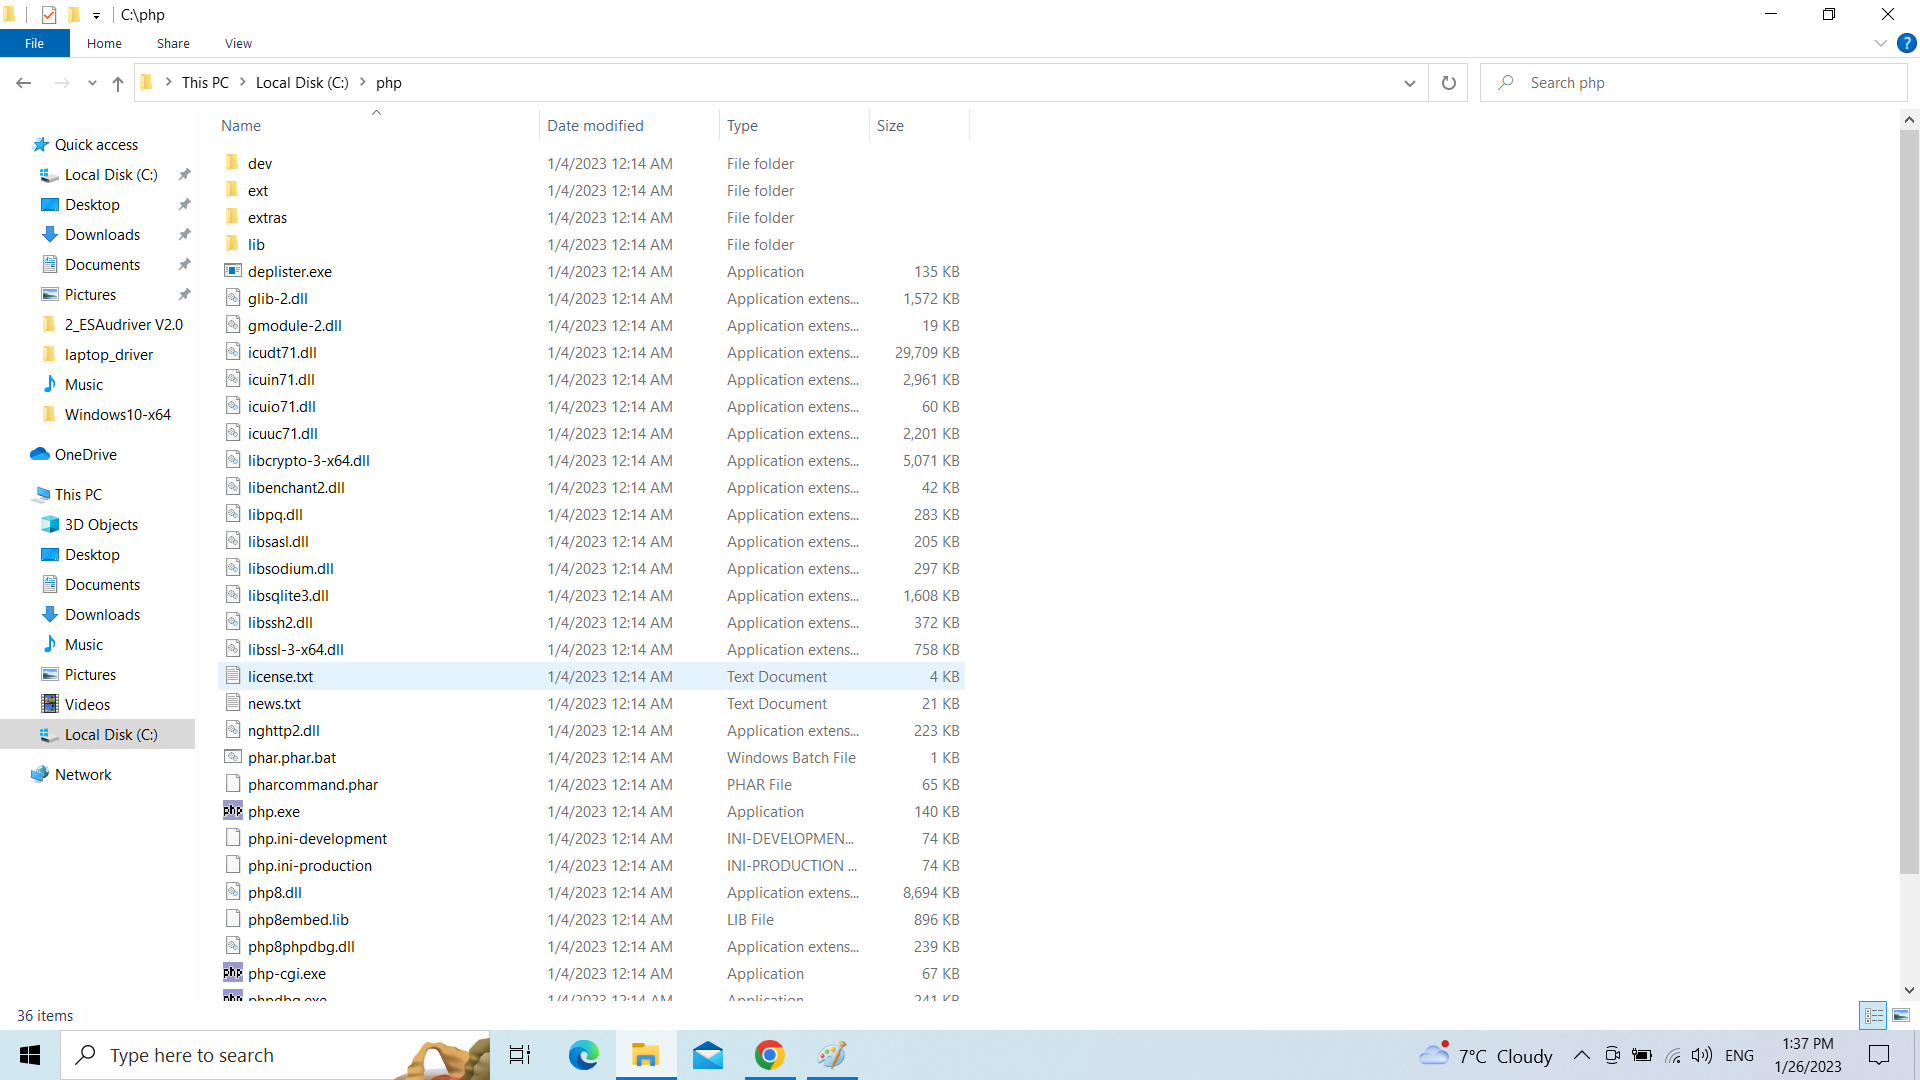 C:\php
File Home Share View
This PC Local Disk (C:) php Search php
Name Date modified Type Size
Quick access
Local Disk (C:)
Desktop
Downloads
Documents
Pictures
2_ESAudriver V2.0
laptop_driver
Music
Windows10-x64
OneDrive
This PC
3D Objects
Desktop
Documents
Downloads
Music
Pictures
Videos
Local Disk (C:)
Network
dev 1/4/2023 12:14 AM File folder
ext 1/4/2023 12:14 AM File folder
extras 1/4/2023 12:14 AM File folder
lib 1/4/2023 12:14 AM File folder
deplister.exe 1/4/2023 12:14 AM Application 135 KB
glib-2.dll 1/4/2023 12:14 AM Application extens... 1,572 KB
gmodule-2.dll 1/4/2023 12:14 AM Application extens... 19 KB
icudt71.dll 1/4/2023 12:14 AM Application extens... 29,709 KB
icuin71.dll 1/4/2023 12:14 AM Application extens... 2,961 KB
icuio71.dll 1/4/2023 12:14 AM Application extens... 60 KB
icuuc71.dll 1/4/2023 12:14 AM Application extens... 2,201 KB
libcrypto-3-x64.dll 1/4/2023 12:14 AM Application extens... 5,071 KB
libenchant2.dll 1/4/2023 12:14 AM Application extens... 42 KB
libpq.dll 1/4/2023 12:14 AM Application extens... 283 KB
libsasl.dll 1/4/2023 12:14 AM Application extens... 205 KB
libsodium.dll 1/4/2023 12:14 AM Application extens... 297 KB
libsqlite3.dll 1/4/2023 12:14 AM Application extens... 1,608 KB
libssh2.dll 1/4/2023 12:14 AM Application extens... 372 KB
libssl-3-x64.dll 1/4/2023 12:14 AM Application extens... 758 KB
license.txt 1/4/2023 12:14 AM Text Document 4 KB
news.txt 1/4/2023 12:14 AM Text Document 21 KB
nghttp2.dll 1/4/2023 12:14 AM Application extens... 223 KB
phar.phar.bat 1/4/2023 12:14 AM Windows Batch File 1 KB
pharcommand.phar 1/4/2023 12:14 AM PHAR File 65 KB
php php.exe 1/4/2023 12:14 AM Application 140 KB
php.ini-development 1/4/2023 12:14 AM INI-DEVELOPMEN... 74 KB
php.ini-production 1/4/2023 12:14 AM INI-PRODUCTION ... 74 KB
php8.dll 1/4/2023 12:14 AM Application extens... 8,694 KB
php8embed.lib 1/4/2023 12:14 AM LIB File 896 KB
php8phpdbg.dll 1/4/2023 12:14 AM Application extens... 239 KB
php php-cgi.exe 1/4/2023 12:14 AM Application 67 KB
php phpdbg.exe 1/4/2023 12:14 AM Application 241 KB
36 items
Type here to search
7°C Cloudy ENG
1:37 PM
1/26/2023